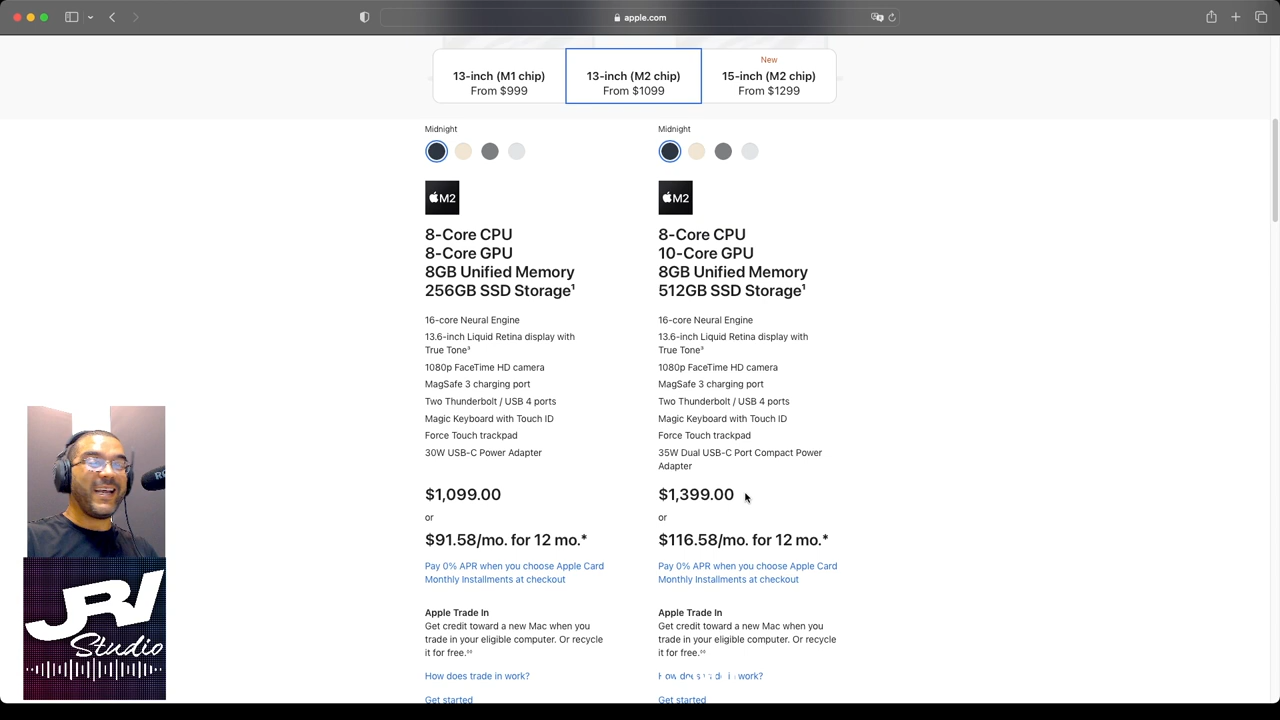 apple.com
13-inch (M1 chip)
From $999
13-inch (M2 chip)
From $1099
New
15-inch (M2 chip)
From $1299
Midnight
M2
8-Core CPU
8-Core GPU
8GB Unified Memory
256GB SSD Storage¹
16-core Neural Engine
13.6-inch Liquid Retina display with
True Tone³
1080p FaceTime HD camera
MagSafe 3 charging port
Two Thunderbolt / USB 4 ports
Magic Keyboard with Touch ID
Force Touch trackpad
30W USB-C Power Adapter
$1,099.00
or
$91.58/mo. for 12 mo.*
Pay 0% APR when you choose Apple Card
Monthly Installments at checkout
Apple Trade In
Get credit toward a new Mac when you
trade in your eligible computer. Or recycle
it for free.
How does trade in work?
Get started
Midnight
M2
8-Core CPU
10-Core GPU
8GB Unified Memory
512GB SSD Storage¹
16-core Neural Engine
13.6-inch Liquid Retina display with
True Tone³
1080p FaceTime HD camera
MagSafe 3 charging port
Two Thunderbolt / USB 4 ports
Magic Keyboard with Touch ID
Force Touch trackpad
35W Dual USB-C Port Compact Power
Adapter
$1,399.00
or
$116.58/mo. for 12 mo.*
Pay 0% APR when you choose Apple Card
Monthly Installments at checkout
Apple Trade In
Get credit toward a new Mac when you
trade in your eligible computer. Or recycle
it for free.
How does trade in work?
Get started
JRV
Studio